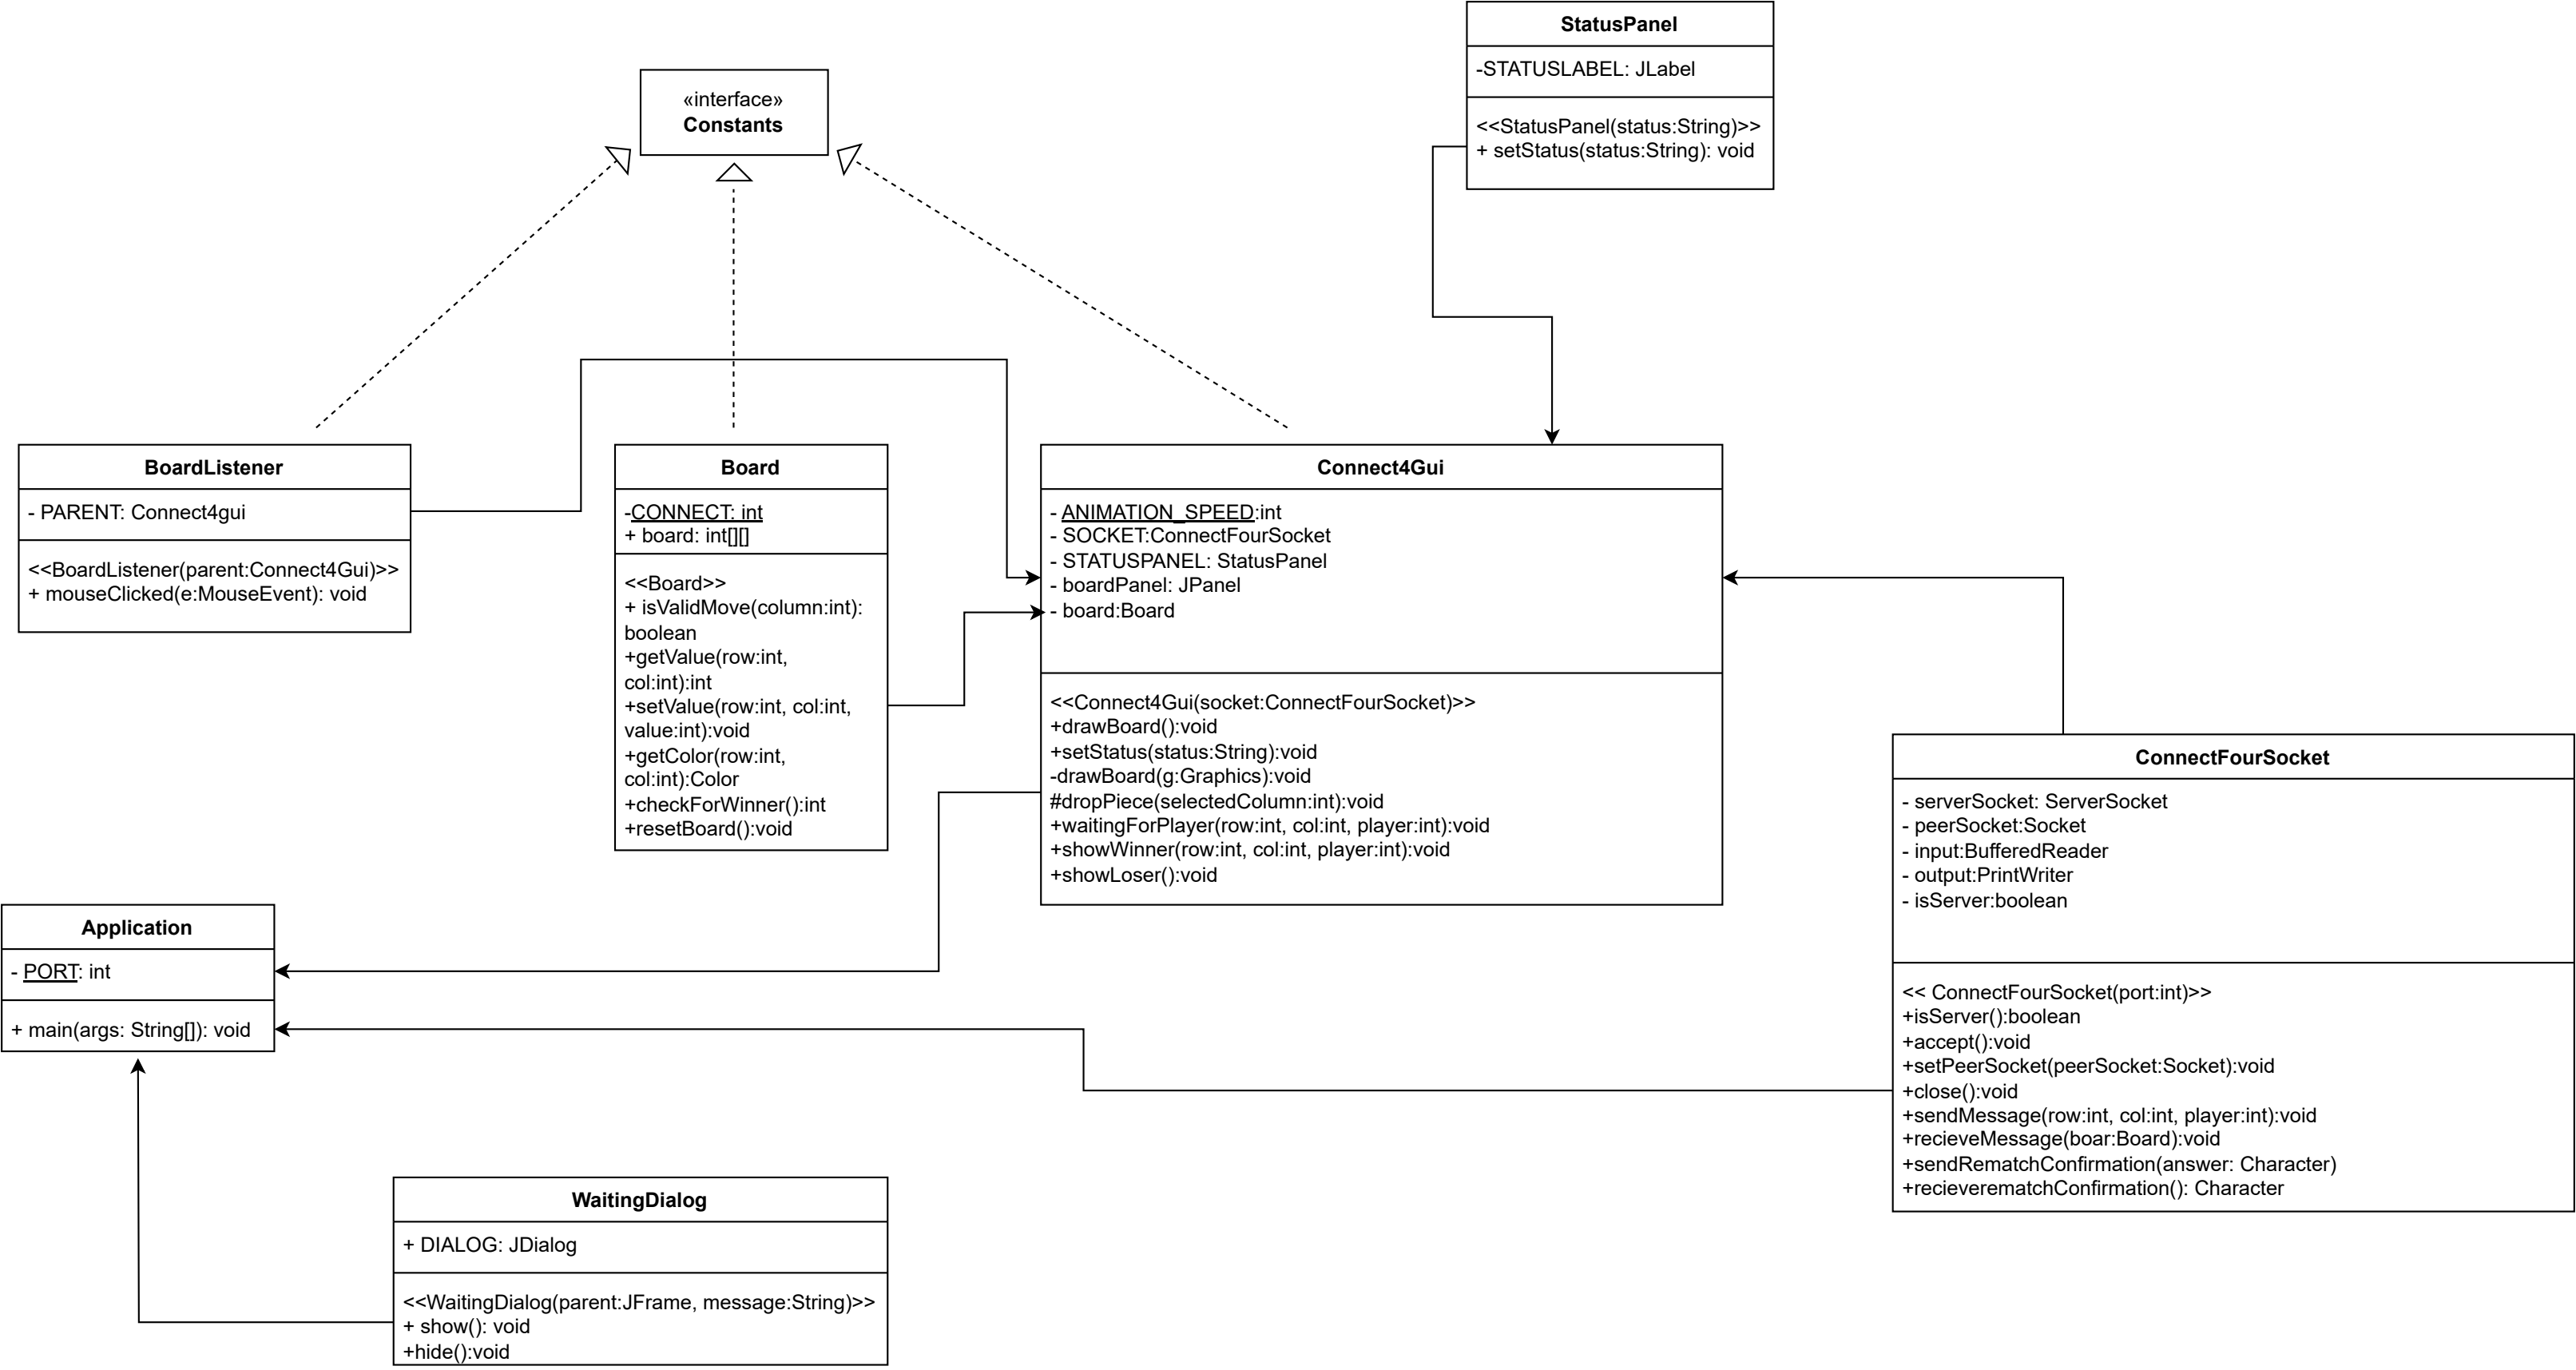 StatusPanel
-STATUSLABEL: JLabel
<<StatusPanel(status:String)>>
+ setStatus(status:String): void
«interface»
Constants
BoardListener
- PARENT: Connect4gui
<<BoardListener(parent:Connect4Gui)>>
+ mouseClicked(e:MouseEvent): void
Board
-CONNECT: int
+ board: int[][]
<<Board>>
+ isValidMove(column:int):
boolean
+getValue(row:int,
col:int):int
+setValue(row:int, col:int,
value:int):void
+getColor(row:int,
col:int):Color
+checkForWinner():int
+resetBoard():void
Connect4Gui
- ANIMATION_SPEED:int
- SOCKET:ConnectFourSocket
- STATUSPANEL: StatusPanel
- boardPanel: JPanel
- board:Board
<<Connect4Gui(socket:ConnectFourSocket)>>
+drawBoard():void
+setStatus(status:String):void
-drawBoard(g:Graphics):void
#dropPiece(selectedColumn:int):void
+waitingForPlayer(row:int, col:int, player:int):void
+showWinner(row:int, col:int, player:int):void
+showLoser():void
ConnectFourSocket
- serverSocket: ServerSocket
- peerSocket:Socket
- input:BufferedReader
- output:PrintWriter
- isServer:boolean
<< ConnectFourSocket(port:int)>>
+isServer():boolean
+accept():void
+setPeerSocket(peerSocket:Socket):void
+close():void
+sendMessage(row:int, col:int, player:int):void
+recieveMessage(boar:Board):void
+sendRematchConfirmation(answer: Character)
+recieverematchConfirmation(): Character
Application
- PORT: int
+ main(args: String[]): void
WaitingDialog
+ DIALOG: JDialog
<<WaitingDialog(parent:JFrame, message:String)>>
+ show(): void
+hide():void